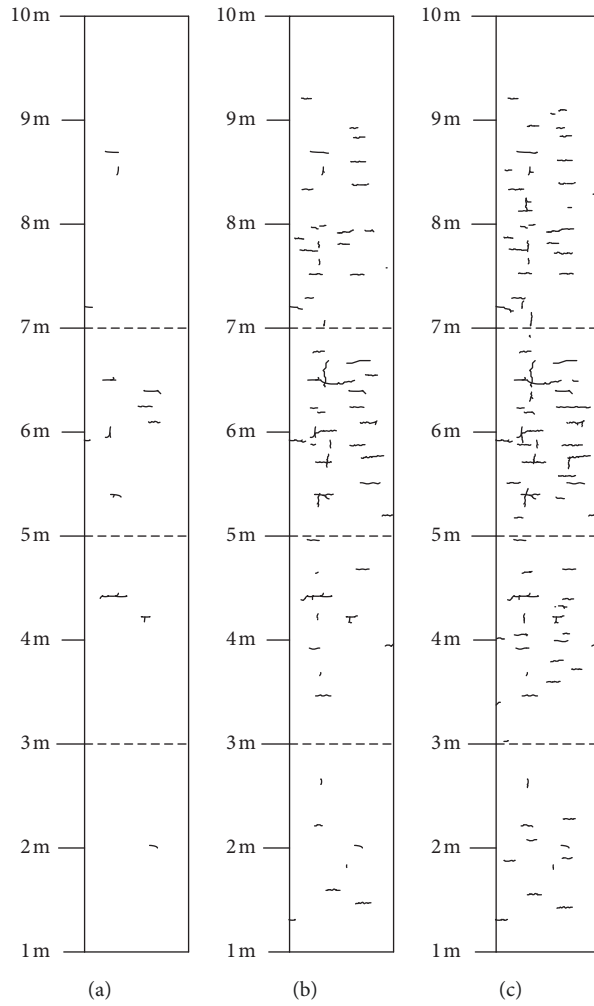 10 m 10 m 10 m
9 m 9 m 9 m
8 m 8 m 8 m
7 m 7 m 7 m
6 m 6 m 6 m
5 m 5 m 5 m
4 m 4 m 4 m
3 m 3 m 3 m
2 m 2 m 2 m
1 m 1 m 1 m
(a) (b) (c)